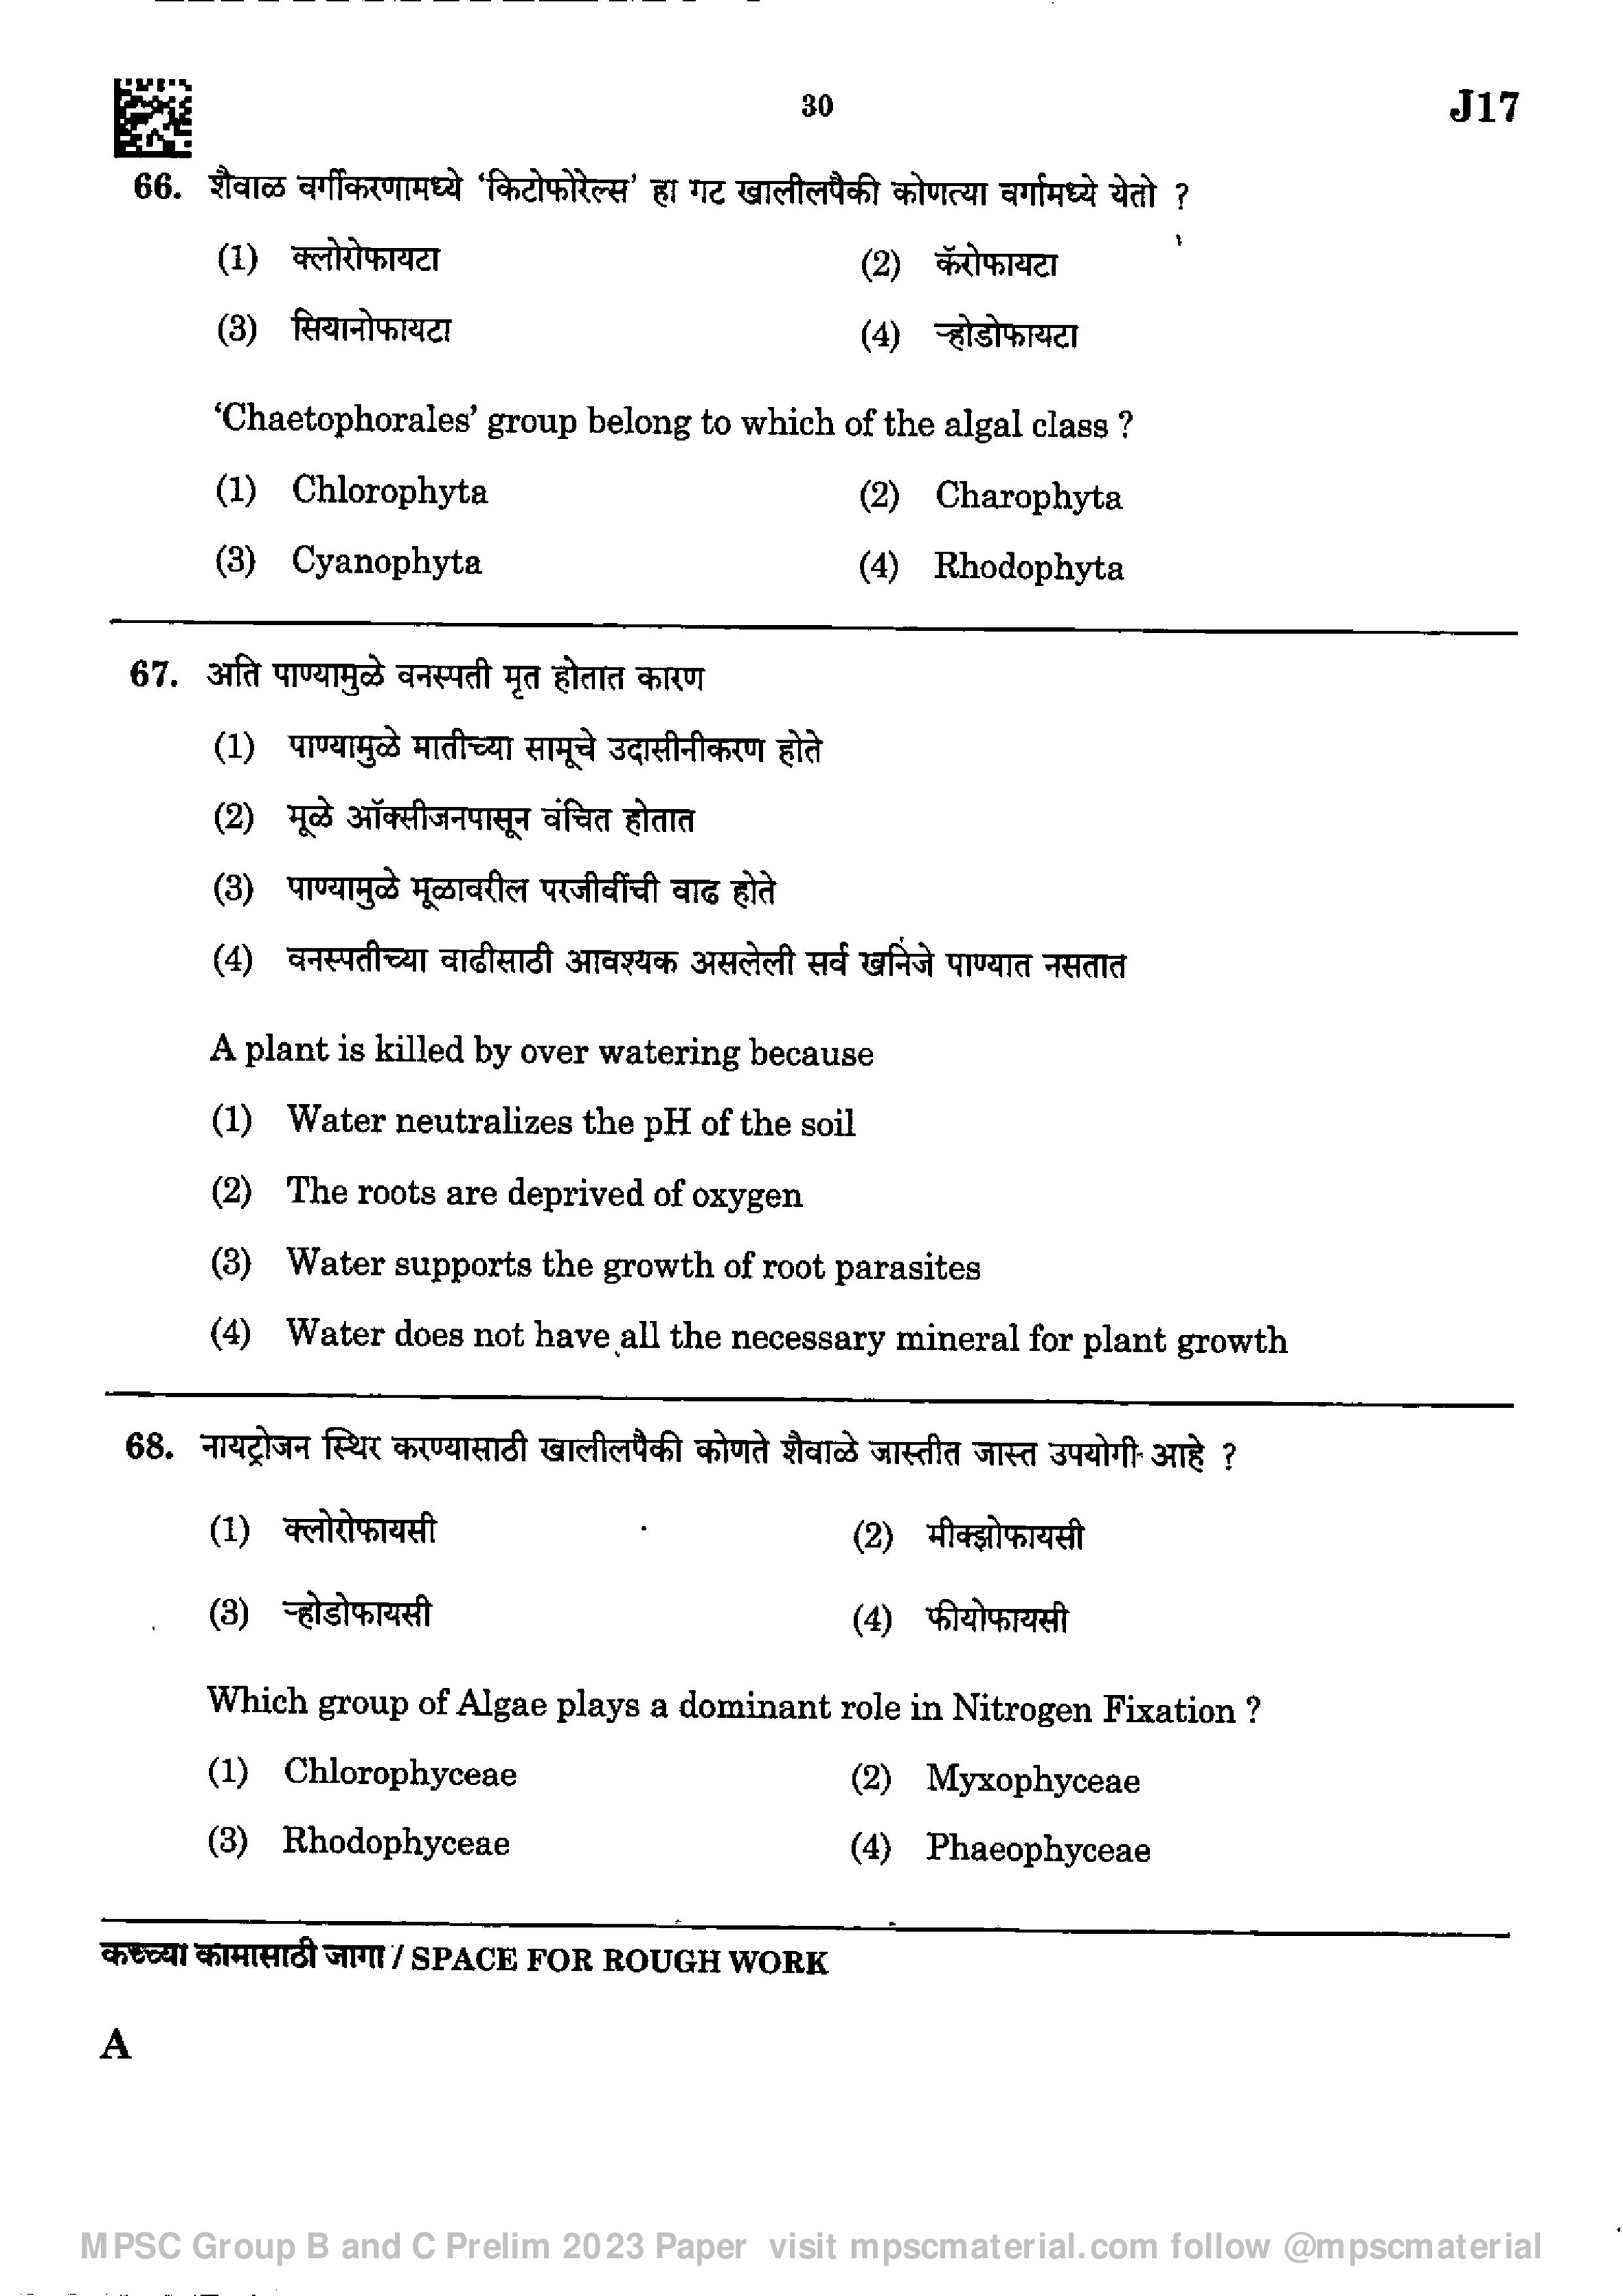 30
J17
66. शैवाळ वर्गीकरणामध्ये ‘किटोफोरेल्स’ हा गट खालीलपैकी कोणत्या वर्गामध्ये येतो ?
(1) क्लोरोफायटा (2) कॅरोफायटा
(3) सियानोफायटा (4) ऱ्होडोफायटा
‘Chaetophorales’ group belong to which of the algal class ?
(1) Chlorophyta (2) Charophyta
(3) Cyanophyta (4) Rhodophyta
67. अति पाण्यामुळे वनस्पती मृत होतात कारण
(1) पाण्यामुळे मातीच्या सामूचे उदासीनीकरण होते
(2) मूळे ऑक्सीजनपासून वंचित होतात
(3) पाण्यामुळे मूळावरील परजीवींची वाढ होते
(4) वनस्पतीच्या वाढीसाठी आवश्यक असलेली सर्व खनिजे पाण्यात नसतात
A plant is killed by over watering because
(1) Water neutralizes the pH of the soil
(2) The roots are deprived of oxygen
(3) Water supports the growth of root parasites
(4) Water does not have all the necessary mineral for plant growth
68. नायट्रोजन स्थिर करण्यासाठी खालीलपैकी कोणते शैवाळे जास्तीत जास्त उपयोगी आहे ?
(1) क्लोरोफायसी (2) मीक्झोफायसी
(3) ऱ्होडोफायसी (4) फीयोफायसी
Which group of Algae plays a dominant role in Nitrogen Fixation ?
(1) Chlorophyceae (2) Myxophyceae
(3) Rhodophyceae (4) Phaeophyceae
कच्च्या कामासाठी जागा / SPACE FOR ROUGH WORK
A
MPSC Group B and C Prelim 2023 Paper visit mpscmaterial.com follow @mpscmaterial